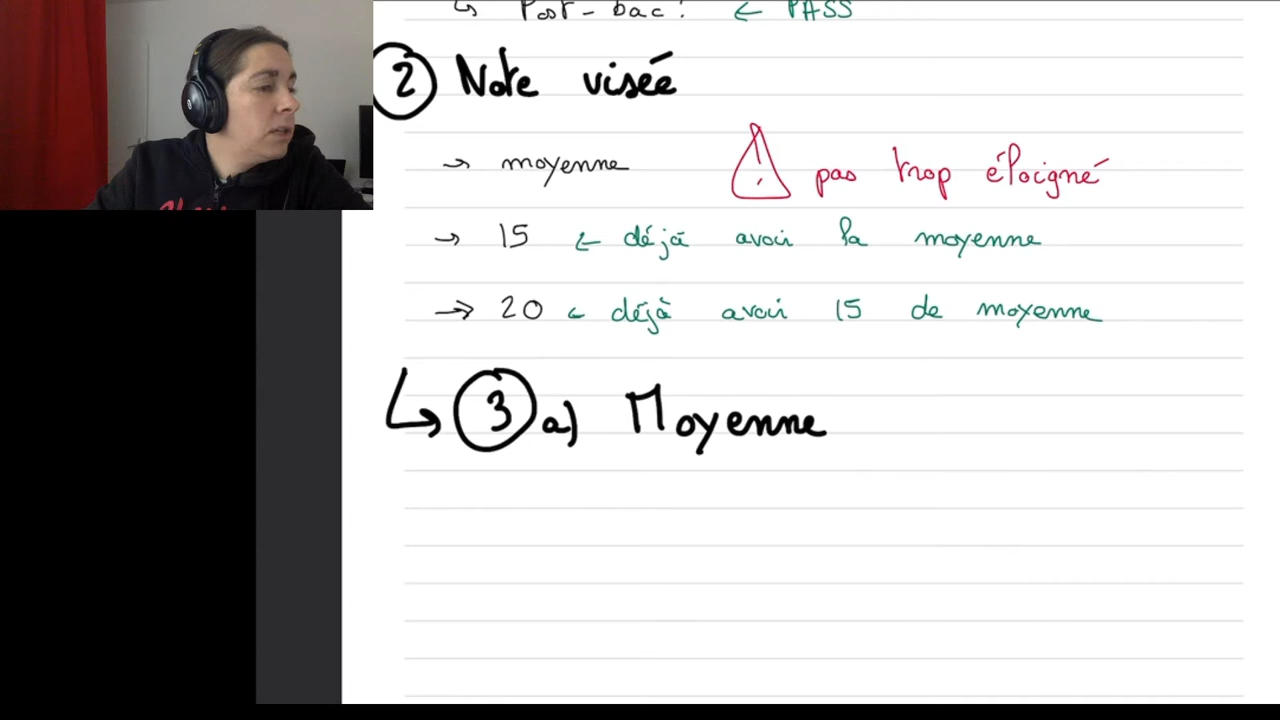 ↳ Post-bac: ← PASS
② Note visée
→ moyenne ! pas trop éloigné
→ 15 ← déjà avoir la moyenne
→ 20 ← déjà avoir 15 de moyenne
↳ ③ a) Moyenne